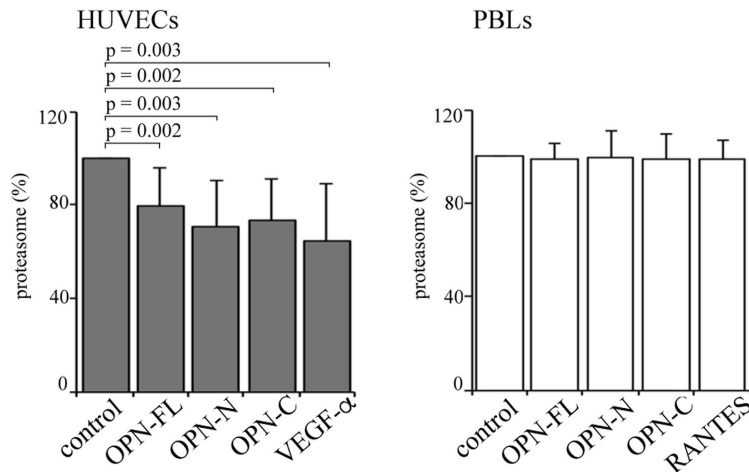 HUVECs
p = 0.003
p = 0.002
p = 0.003
p = 0.002
120
80
40
0
proteasome (%)
control
OPN-FL
OPN-N
OPN-C
VEGF-α
PBLs
120
80
40
0
proteasome (%)
control
OPN-FL
OPN-N
OPN-C
RANTES